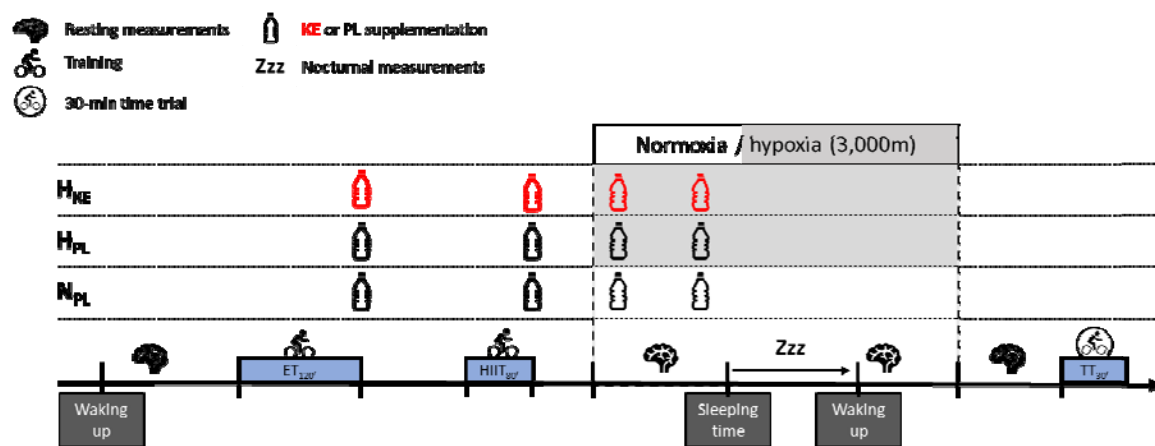 Resting measurements
KE or PL supplementation
Training
Zzz Nocturnal measurements
30-min time trial
Normoxia / hypoxia (3,000m)
HKE
HPL
NPL
Zzz
ET120'
HIIT80'
TT30'
Waking up
Sleeping time
Waking up